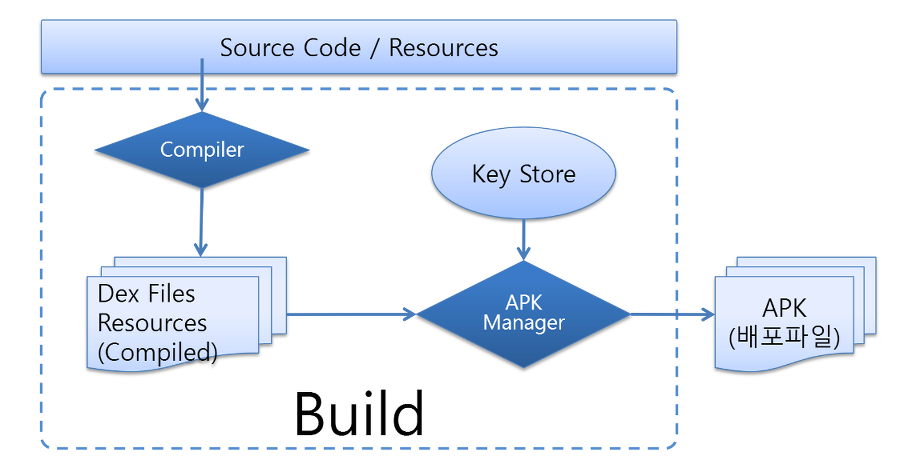 Source Code / Resources
Compiler
Key Store
Dex Files
Resources
(Compiled)
APK
Manager
APK
(배포파일)
Build